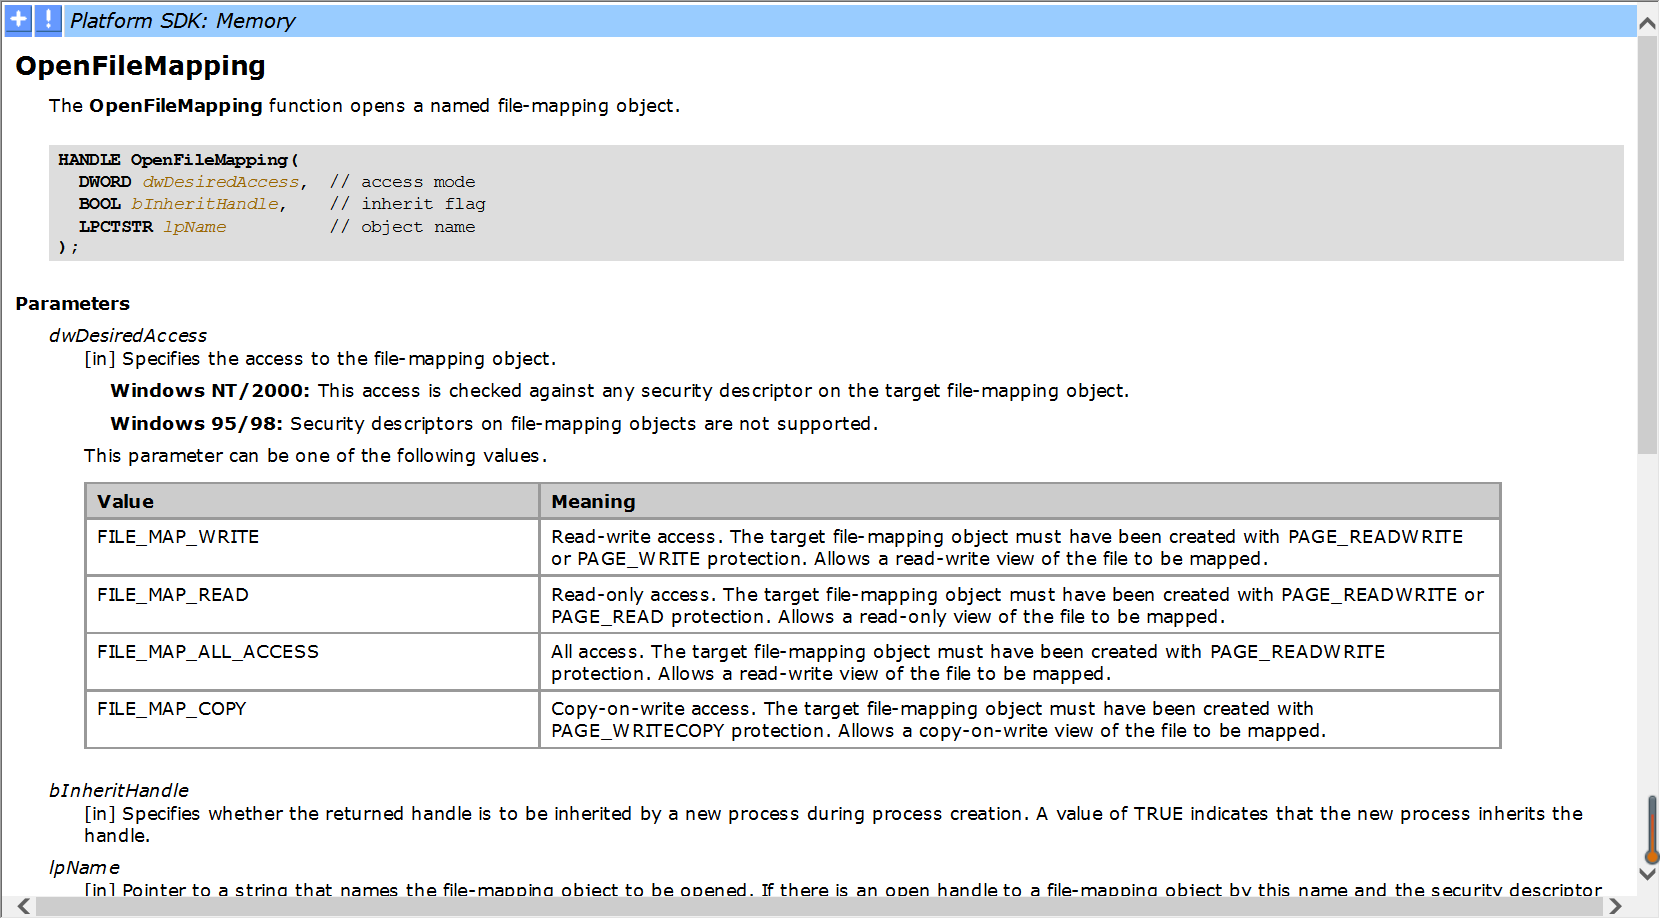 Platform SDK: Memory
OpenFileMapping
The OpenFileMapping function opens a named file-mapping object.
HANDLE OpenFileMapping(
  DWORD dwDesiredAccess,  // access mode
  BOOL bInheritHandle,    // inherit flag
  LPCTSTR lpName          // object name
);
Parameters
dwDesiredAccess
[in] Specifies the access to the file-mapping object.
Windows NT/2000: This access is checked against any security descriptor on the target file-mapping object.
Windows 95/98: Security descriptors on file-mapping objects are not supported.
This parameter can be one of the following values.
Value Meaning
FILE_MAP_WRITE Read-write access. The target file-mapping object must have been created with PAGE_READWRITE
or PAGE_WRITE protection. Allows a read-write view of the file to be mapped.
FILE_MAP_READ Read-only access. The target file-mapping object must have been created with PAGE_READWRITE or
PAGE_READ protection. Allows a read-only view of the file to be mapped.
FILE_MAP_ALL_ACCESS All access. The target file-mapping object must have been created with PAGE_READWRITE
protection. Allows a read-write view of the file to be mapped.
FILE_MAP_COPY Copy-on-write access. The target file-mapping object must have been created with
PAGE_WRITECOPY protection. Allows a copy-on-write view of the file to be mapped.
bInheritHandle
[in] Specifies whether the returned handle is to be inherited by a new process during process creation. A value of TRUE indicates that the new process inherits the
handle.
lpName
[in] Pointer to a string that names the file-mapping object to be opened. If there is an open handle to a file-mapping object by this name and the security descriptor